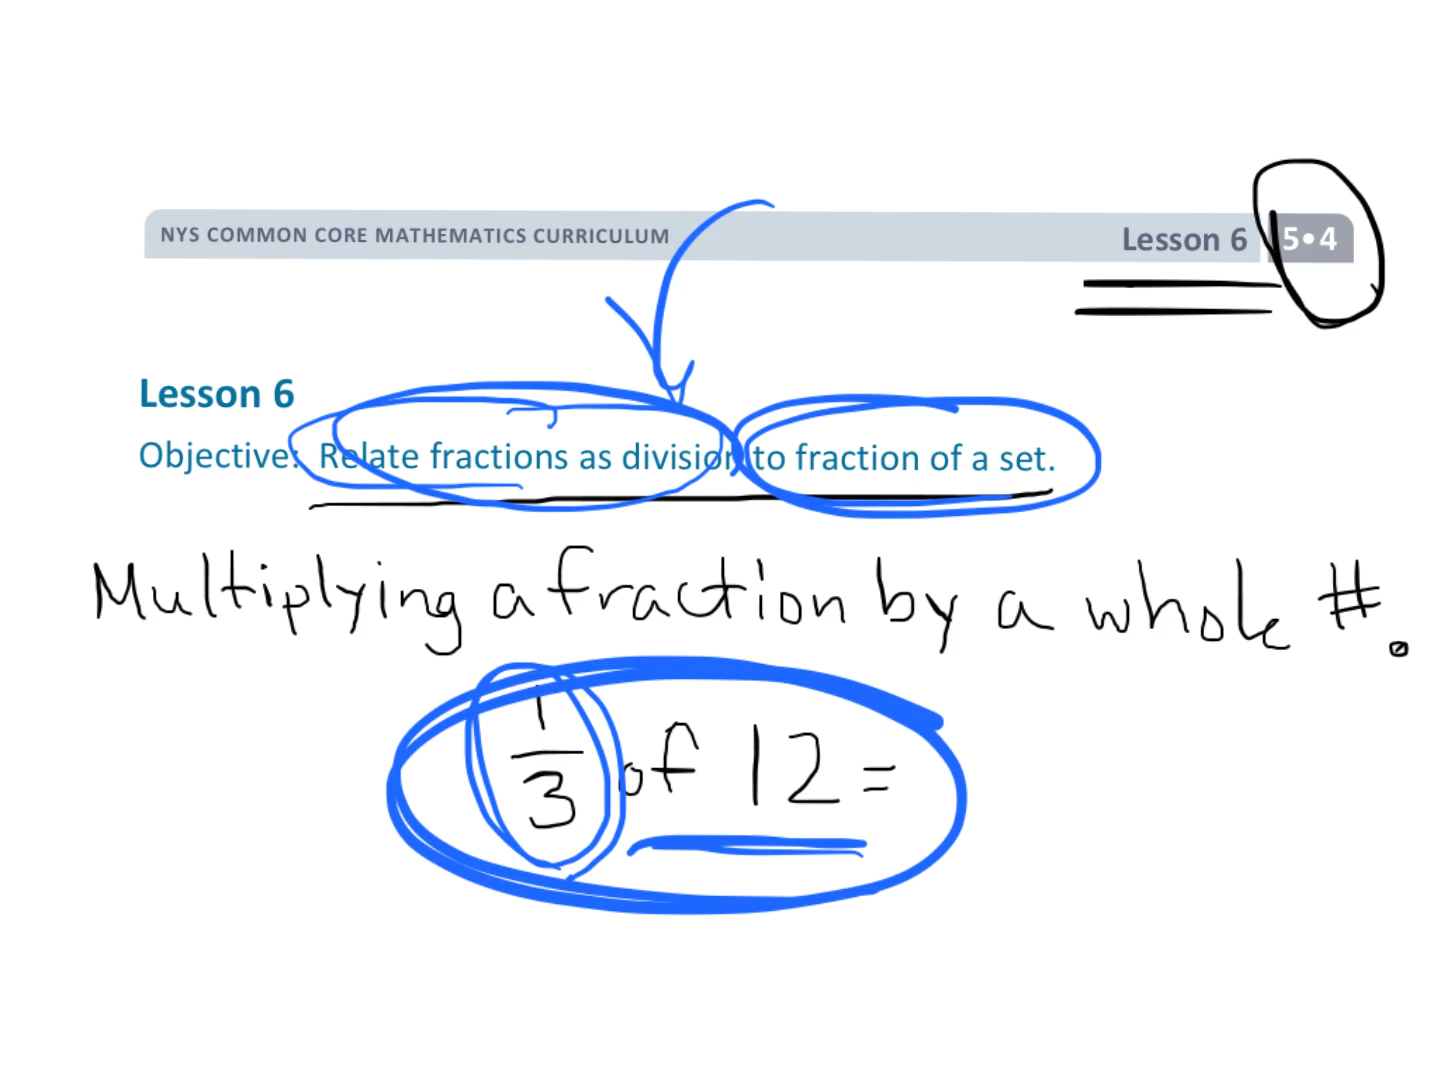 NYS COMMON CORE MATHEMATICS CURRICULUM Lesson 6 5•4
Lesson 6
Objective: Relate fractions as division to fraction of a set.
Multiplying a fraction by a whole #.
1/3 of 12 =